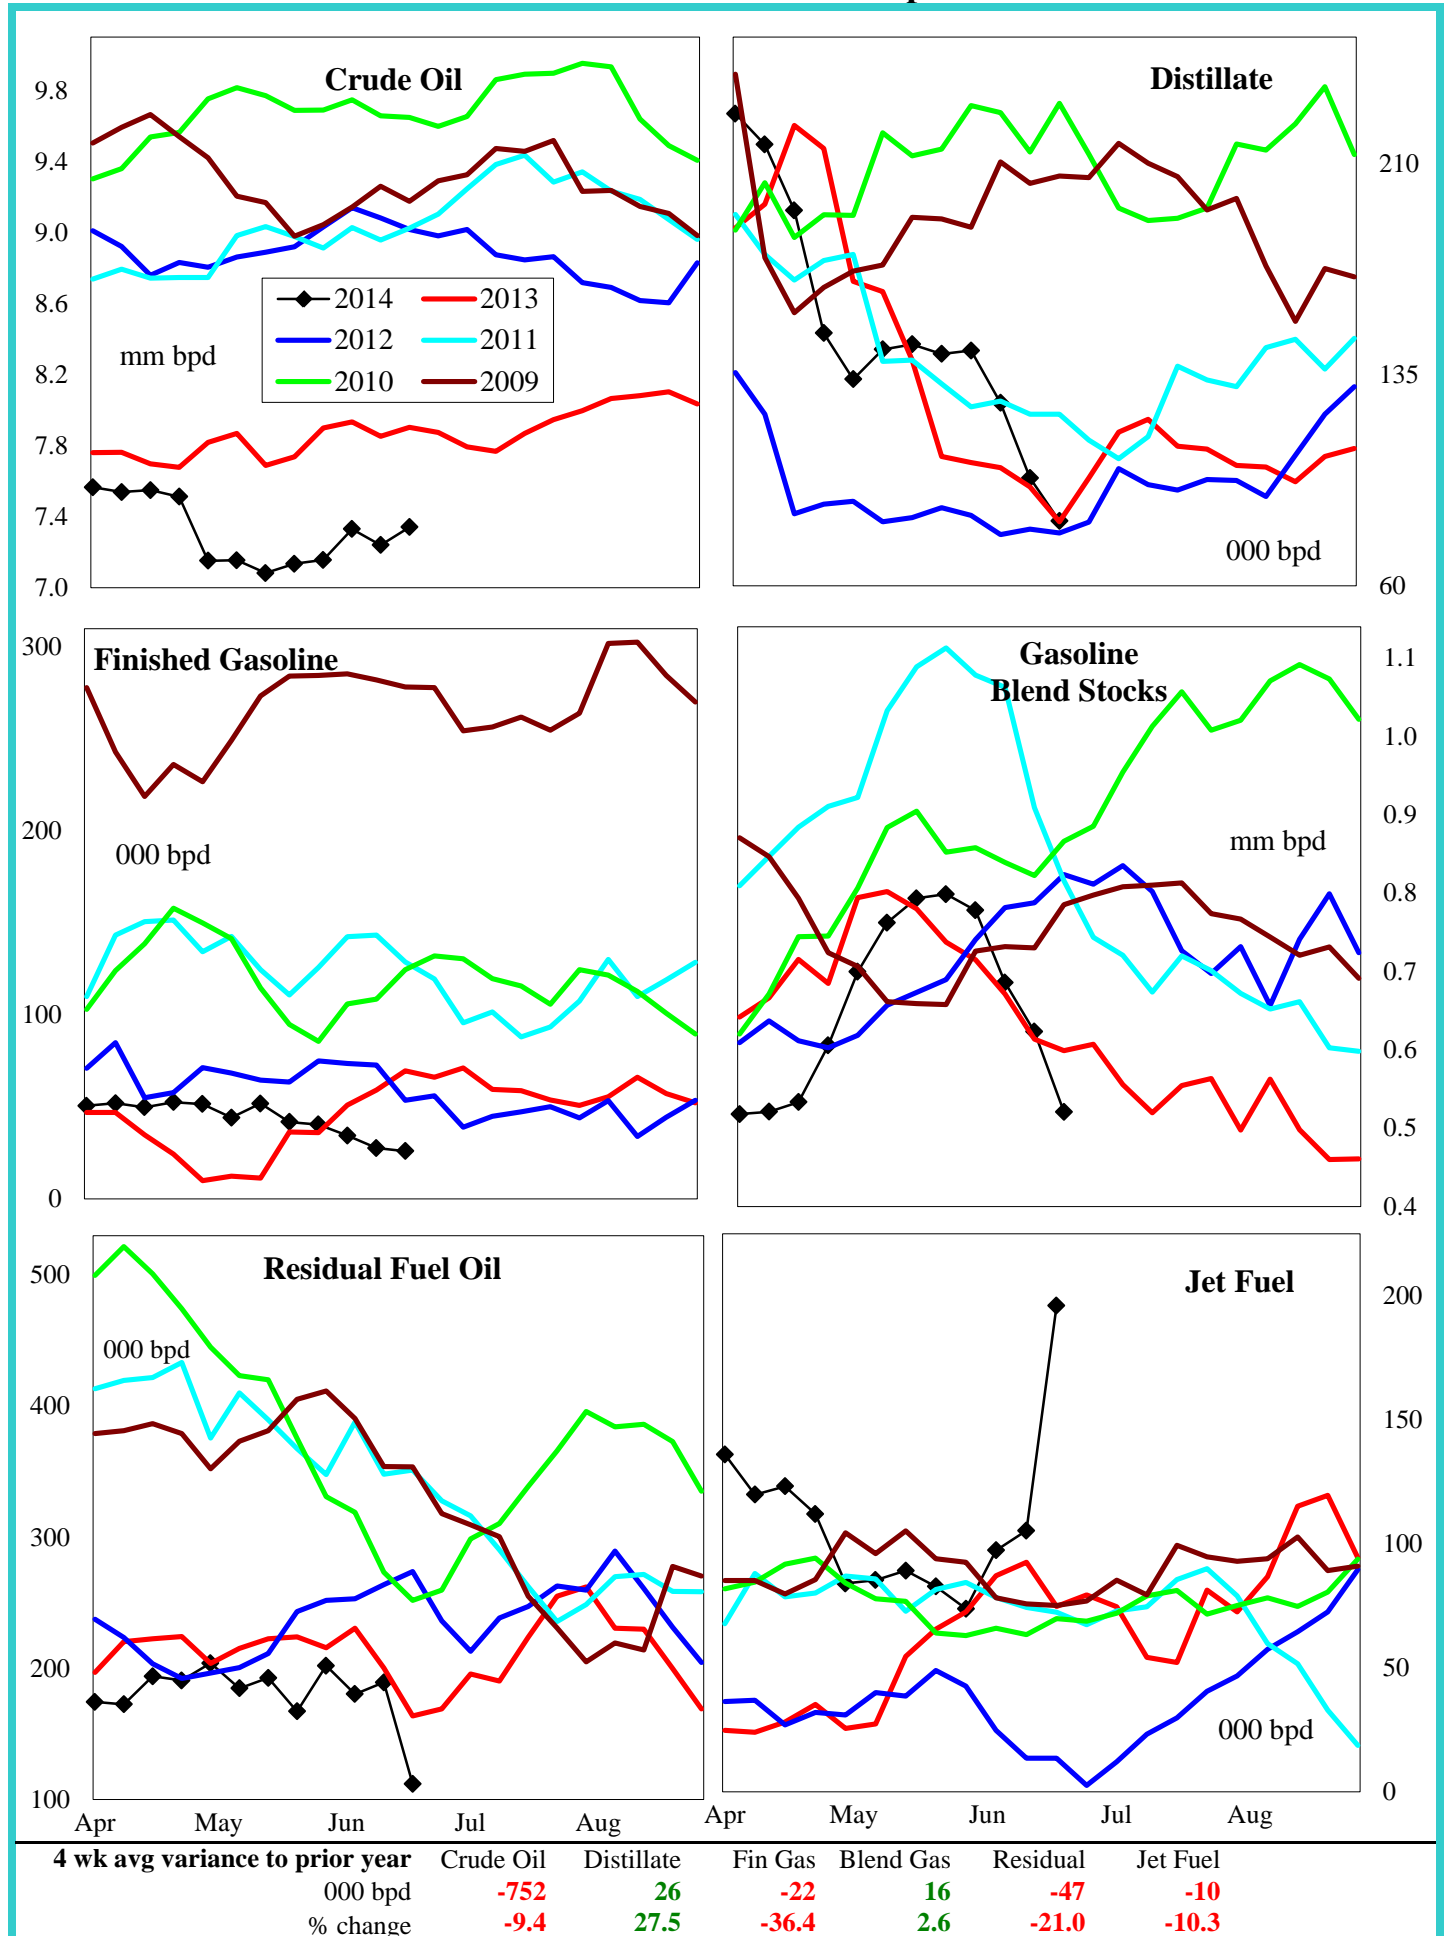 Crude Oil
9.8
9.4
9.0
8.6
8.2
7.8
7.4
7.0
mm bpd
2014 2013
2012 2011
2010 2009
Distillate
210
135
60
000 bpd
Finished Gasoline
300
200
100
0
000 bpd
Gasoline
Blend Stocks
1.1
1.0
0.9
0.8
0.7
0.6
0.5
0.4
mm bpd
Residual Fuel Oil
500
400
300
200
100
000 bpd
Apr May Jun Jul Aug
Jet Fuel
200
150
100
50
0
000 bpd
Apr May Jun Jul Aug
4 wk avg variance to prior year Crude Oil Distillate Fin Gas Blend Gas Residual Jet Fuel
000 bpd -752 26 -22 16 -47 -10
% change -9.4 27.5 -36.4 2.6 -21.0 -10.3